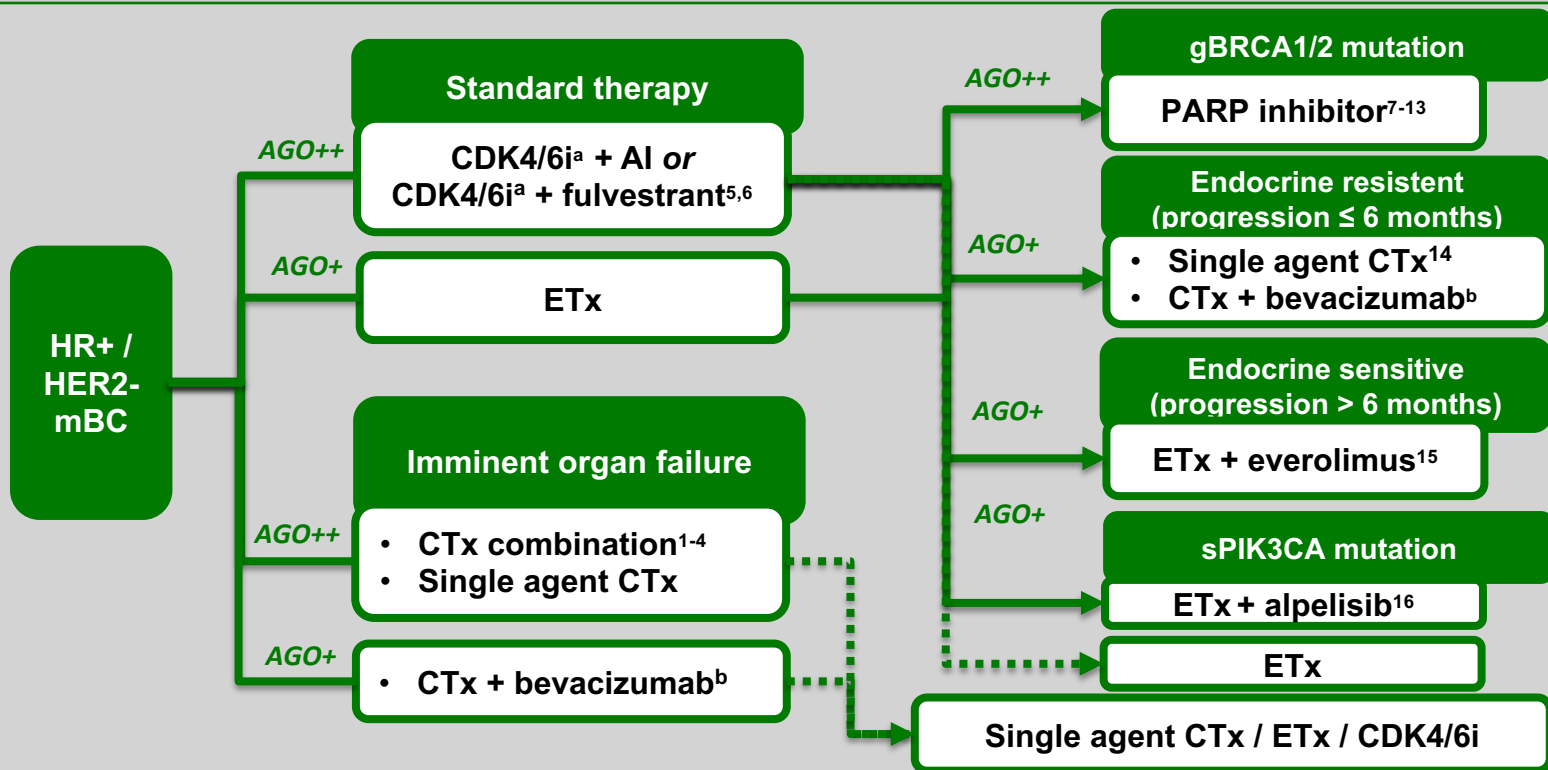 HR+ /
HER2-
mBC
AGO++
Standard therapy
CDK4/6iᵃ + AI or
CDK4/6iᵃ + fulvestrant⁵,⁶
AGO+
ETx
Imminent organ failure
AGO++
• CTx combination¹⁻⁴
• Single agent CTx
AGO+
• CTx + bevacizumabᵇ
AGO++
gBRCA1/2 mutation
PARP inhibitor⁷⁻¹³
AGO+
Endocrine resistent
(progression ≤ 6 months)
• Single agent CTx¹⁴
• CTx + bevacizumabᵇ
AGO+
Endocrine sensitive
(progression > 6 months)
ETx + everolimus¹⁵
AGO+
sPIK3CA mutation
ETx + alpelisib¹⁶
ETx
Single agent CTx / ETx / CDK4/6i